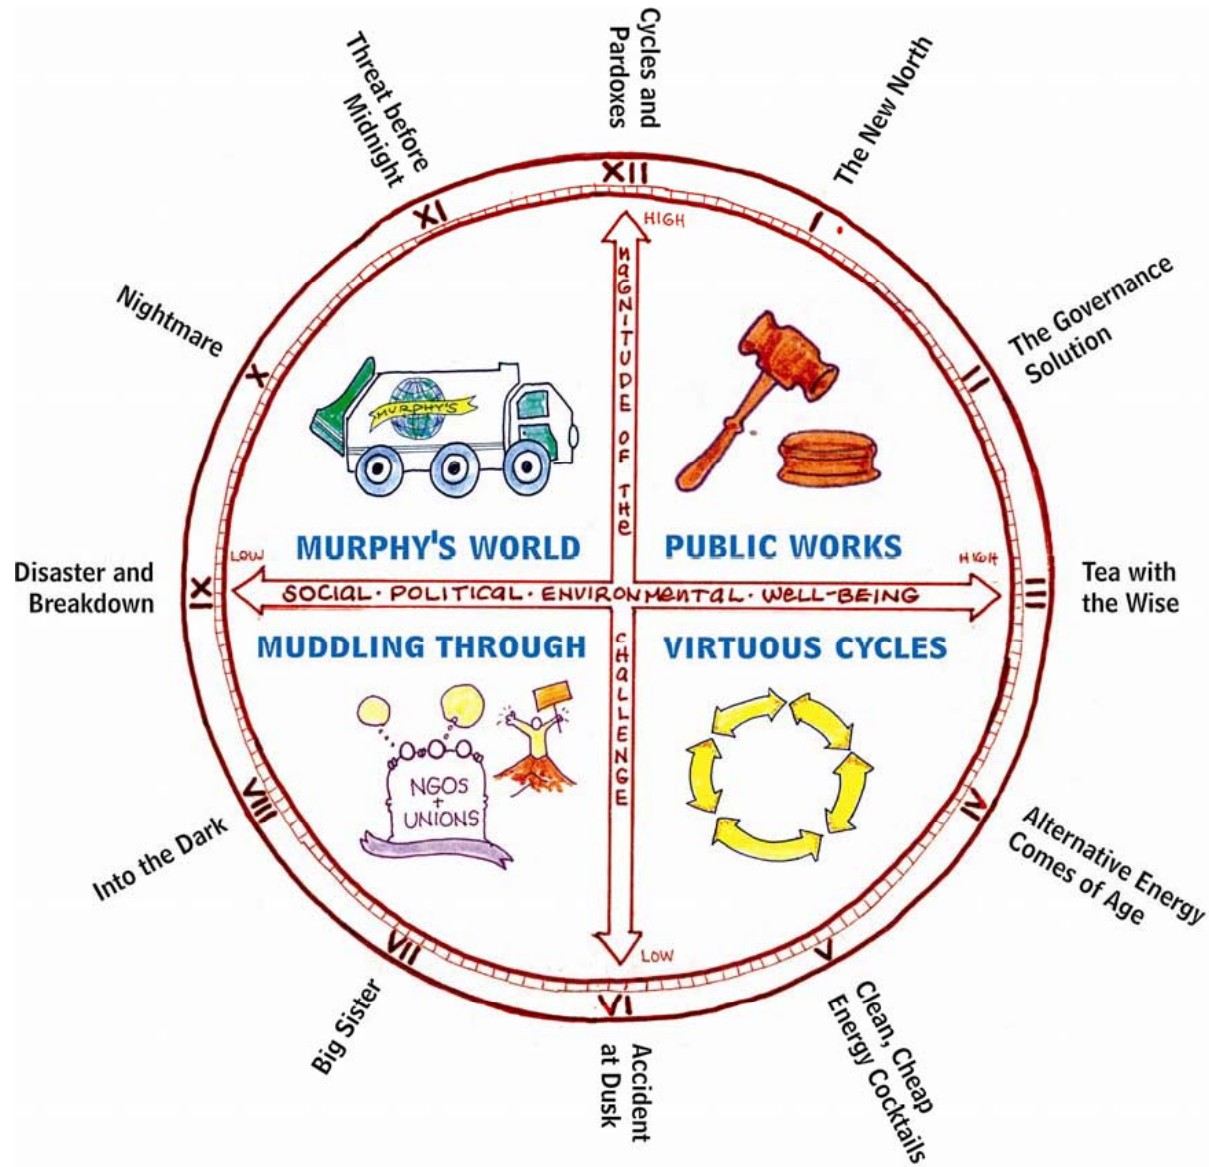 Cycles and
Pardoxes
The New North
The Governance
Solution
Tea with
the Wise
Alternative Energy
Comes of Age
Clean, Cheap
Energy Cocktails
Accident
at Dusk
Big Sister
Into the Dark
Disaster and
Breakdown
Nightmare
Threat before
Midnight
XII
I
II
III
IV
V
VI
VII
VIII
IX
X
XI
HIGH
MAGNITUDE OF THE
CHALLENGE
LOW
LOW
SOCIAL · POLITICAL · ENVIRONMENTAL · WELL-BEING
HIGH
MURPHY'S
MURPHY'S WORLD
PUBLIC WORKS
MUDDLING THROUGH
VIRTUOUS CYCLES
NGOS
+
UNIONS